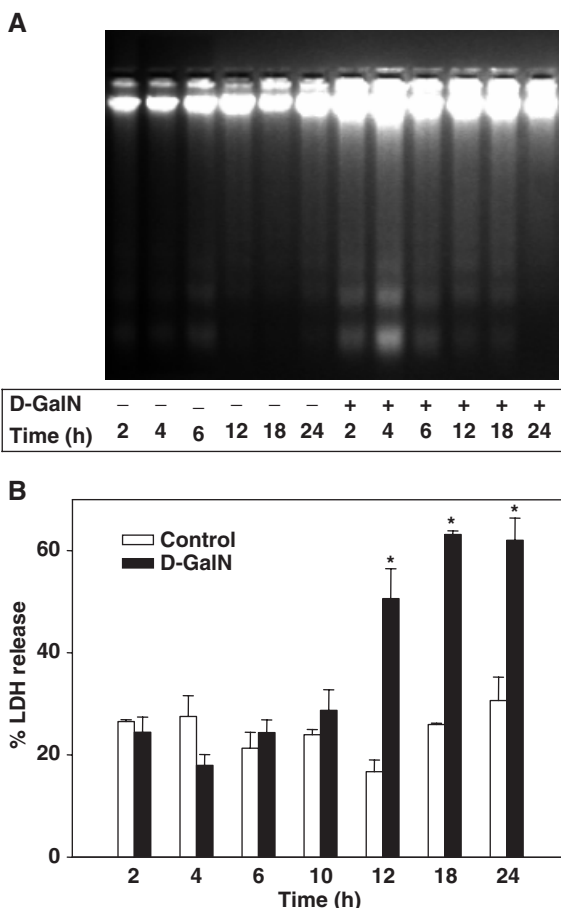 A
D-GalN – – – – – – + + + + + +
Time (h) 2 4 6 12 18 24 2 4 6 12 18 24
B
Control
D-GalN
% LDH release
60
40
20
0
2 4 6 10 12 18 24
Time (h)
* * *